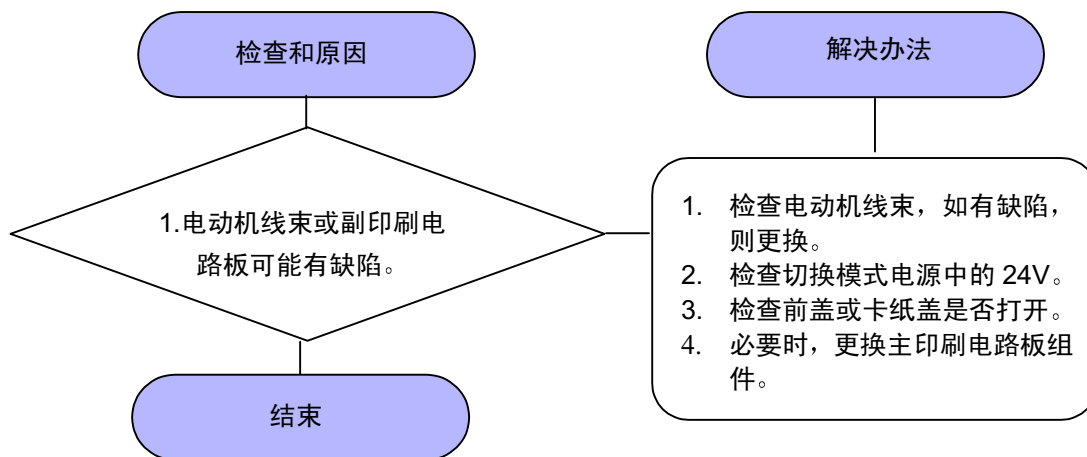 检查和原因
解决办法
1.电动机线束或副印刷电
路板可能有缺陷。
1. 检查电动机线束，如有缺陷，
则更换。
2. 检查切换模式电源中的 24V。
3. 检查前盖或卡纸盖是否打开。
4. 必要时，更换主印刷电路板组
件。
结束